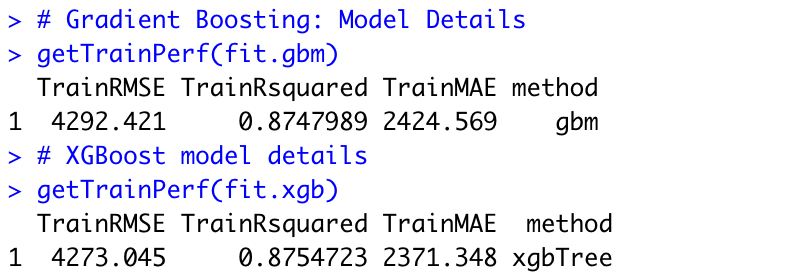 > # Gradient Boosting: Model Details
> getTrainPerf(fit.gbm)
  TrainRMSE TrainRsquared TrainMAE method
1  4292.421     0.8747989 2424.569    gbm
> # XGBoost model details
> getTrainPerf(fit.xgb)
  TrainRMSE TrainRsquared TrainMAE  method
1  4273.045     0.8754723 2371.348 xgbTree